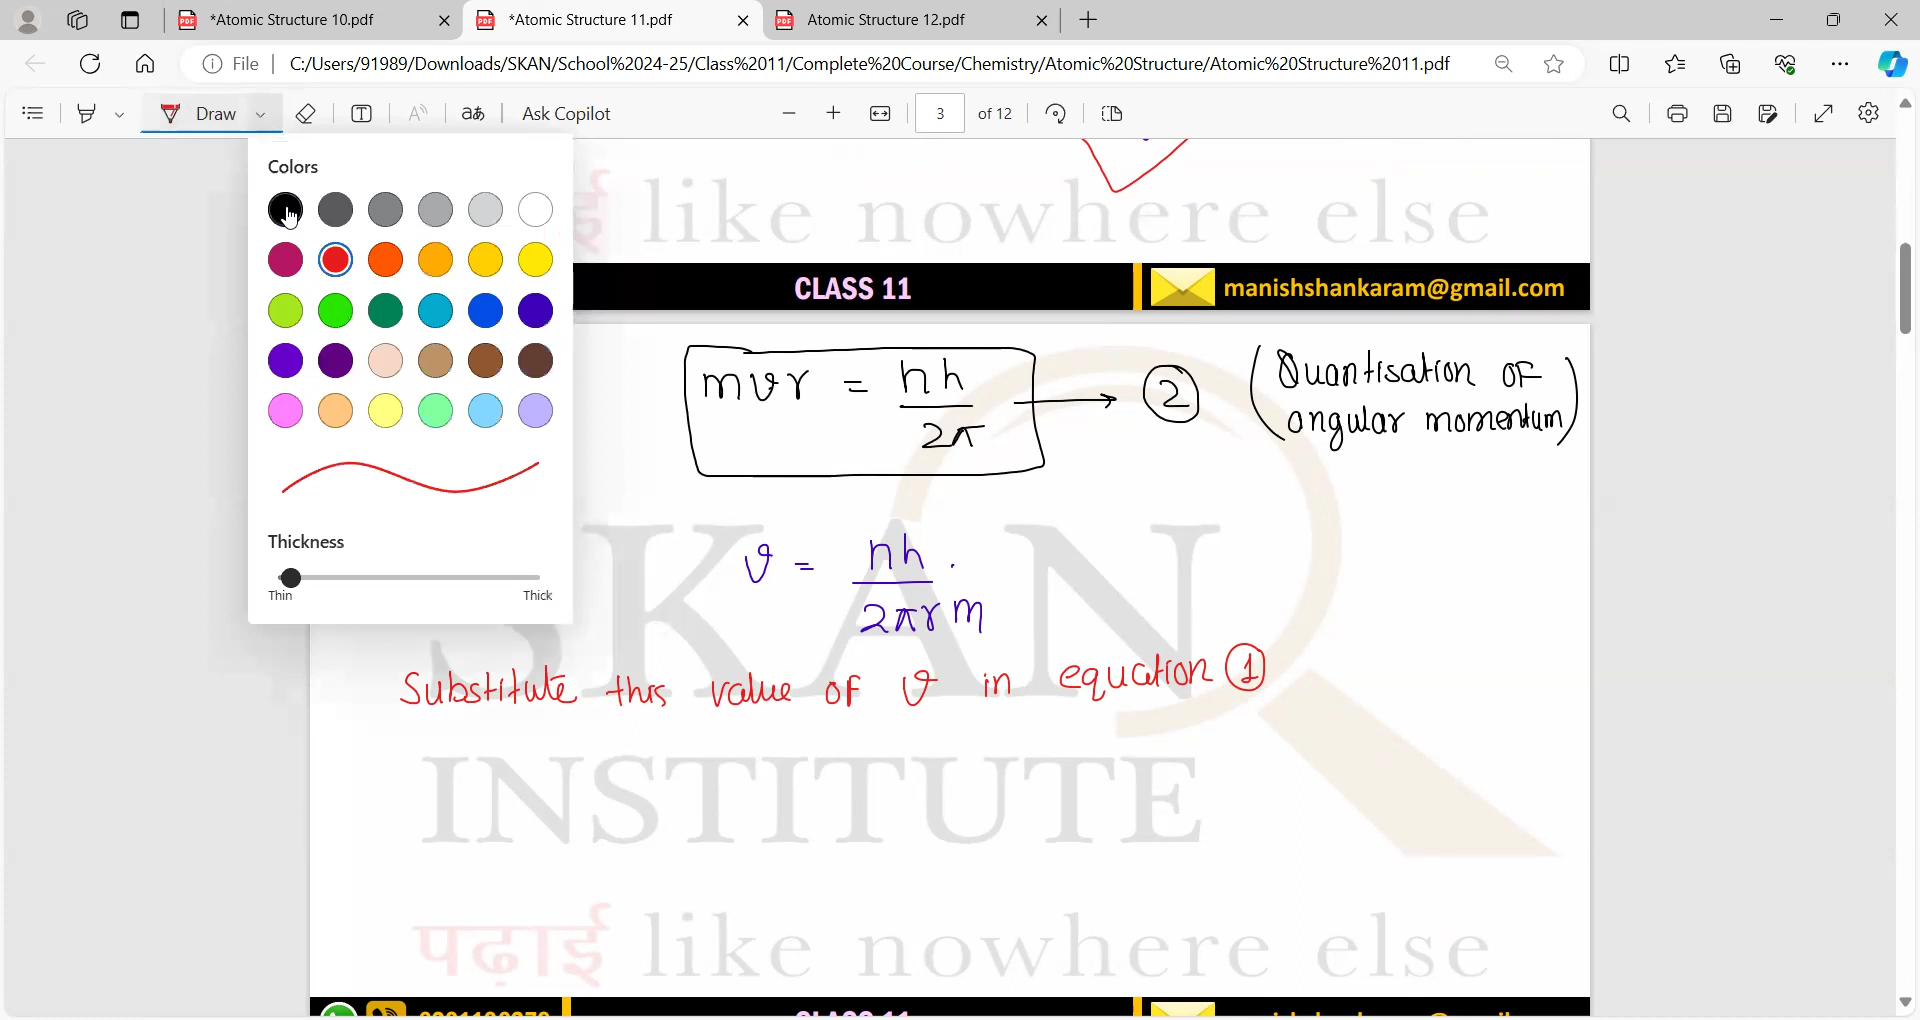 *Atomic Structure 10.pdf
*Atomic Structure 11.pdf
Atomic Structure 12.pdf
File
C:/Users/91989/Downloads/SKAN/School%2024-25/Class%2011/Complete%20Course/Chemistry/Atomic%20Structure/Atomic%20Structure%2011.pdf
Draw
Ask Copilot
3 of 12
Colors
Thickness
Thin Thick
like nowhere else
CLASS 11
manishshankaram@gmail.com
mvr = nh/2π → 2 (Quantisation of
angular momentum)
v = nh/2πrm
Substitute this value of v in equation 1
SKAN
INSTITUTE
पढ़ाई like nowhere else